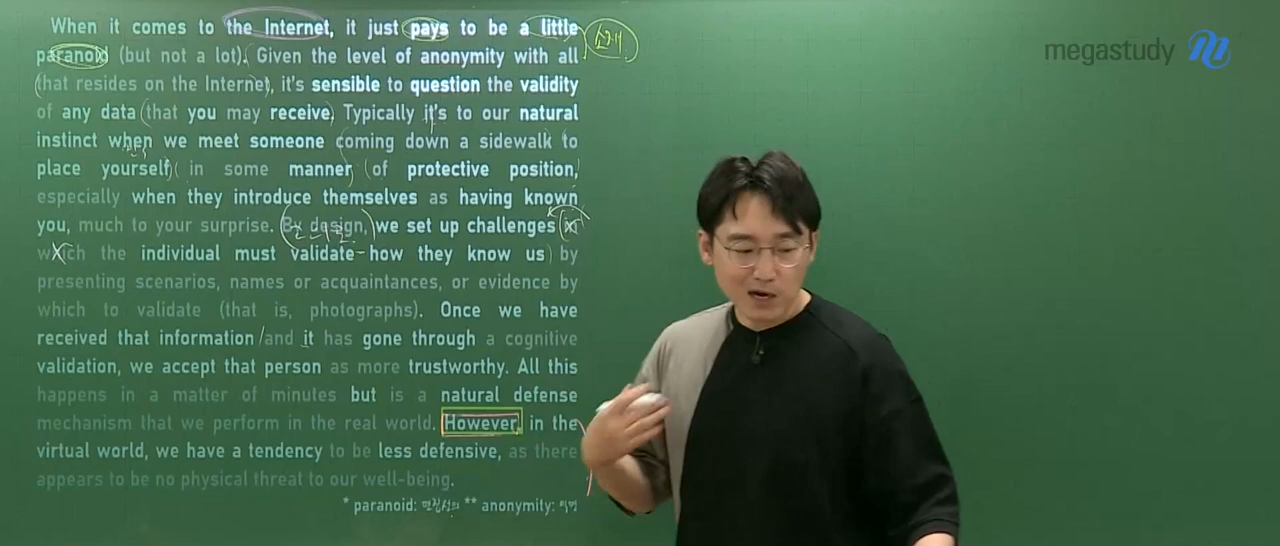 When it comes to the Internet, it just pays to be a little
paranoid (but not a lot). Given the level of anonymity with all
that resides on the Internet, it's sensible to question the validity
of any data that you may receive. Typically it's to our natural
instinct when we meet someone coming down a sidewalk to
place yourself in some manner of protective position,
especially when they introduce themselves as having known
you, much to your surprise. By design, we set up challenges in
which the individual must validate how they know us by
presenting scenarios, names or acquaintances, or evidence by
which to validate (that is, photographs). Once we have
received that information and it has gone through a cognitive
validation, we accept that person as more trustworthy. All this
happens in a matter of minutes but is a natural defense
mechanism that we perform in the real world. However, in the
virtual world, we have a tendency to be less defensive, as there
appears to be no physical threat to our well-being.
* paranoid: 편집성의 ** anonymity: 익명
megastudy